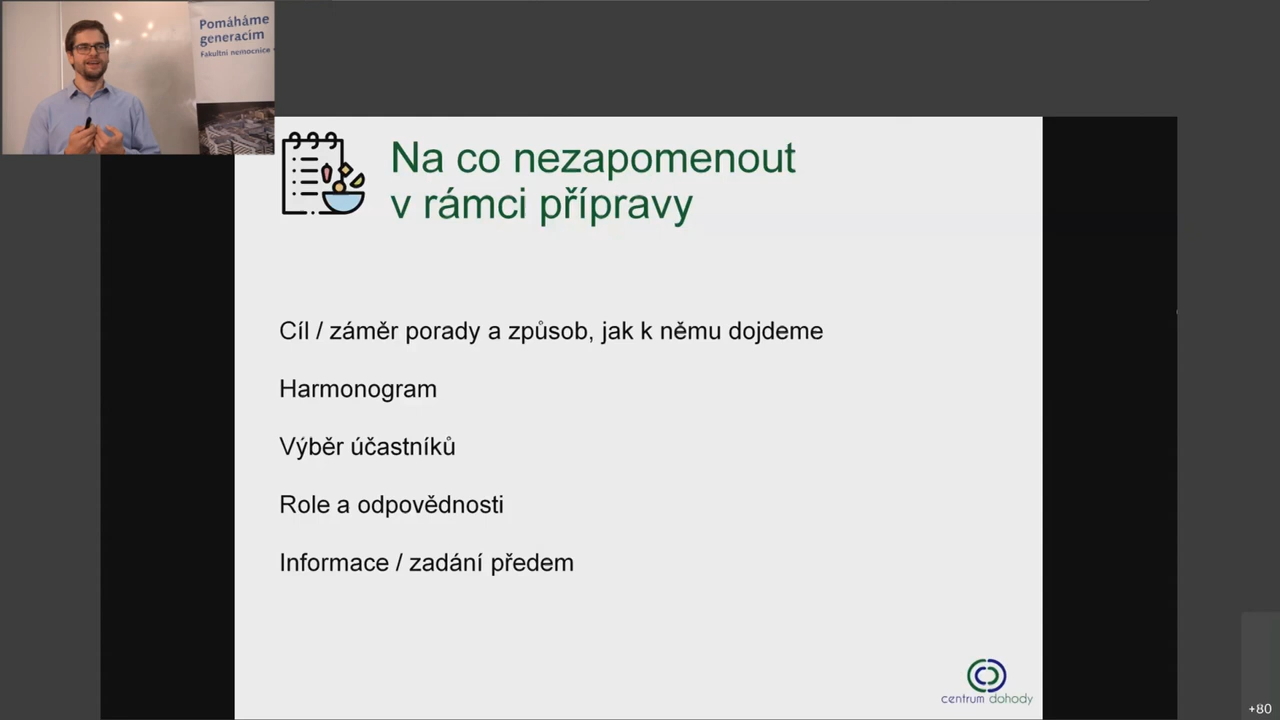 Pomáháme
generacím
Fakultní nemocnice
Na co nezapomenout
v rámci přípravy
Cíl / záměr porady a způsob, jak k němu dojdeme
Harmonogram
Výběr účastníků
Role a odpovědnosti
Informace / zadání předem
centrum dohody
+80